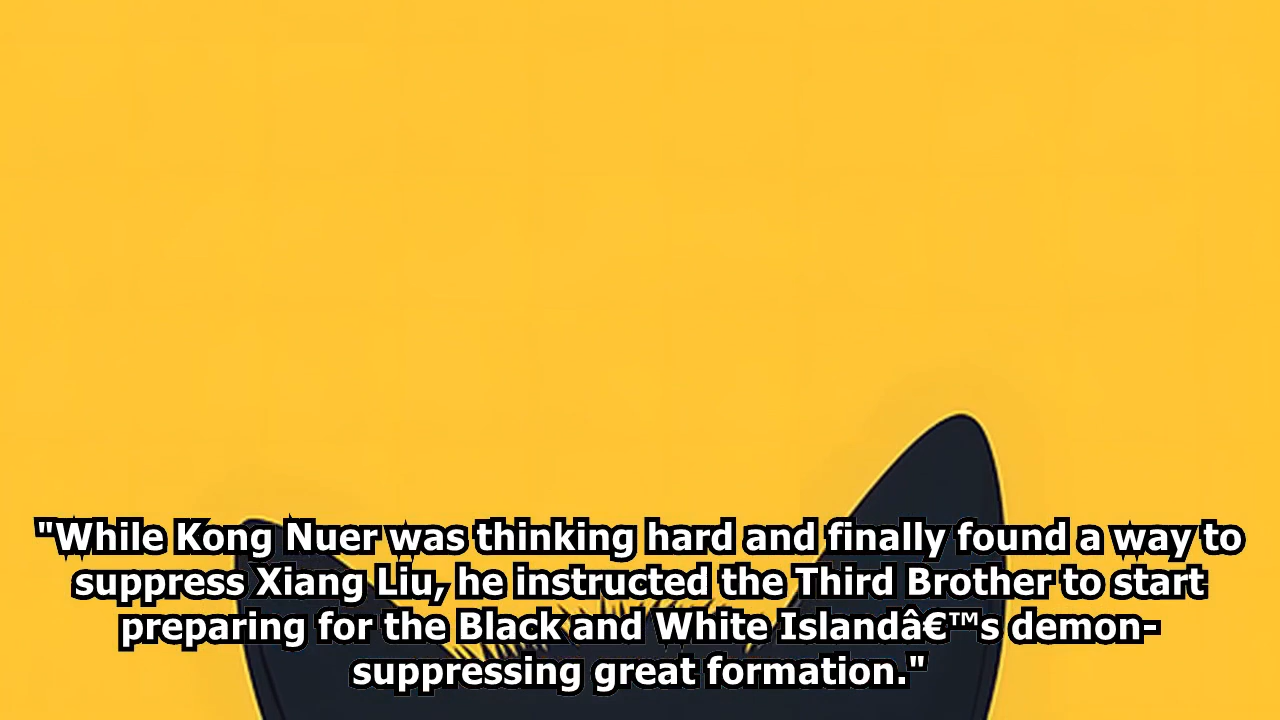 "While Kong Nuer was thinking hard and finally found a way to
suppress Xiang Liu, he instructed the Third Brother to start
preparing for the Black and White Islandâ€™s demon-
suppressing great formation."